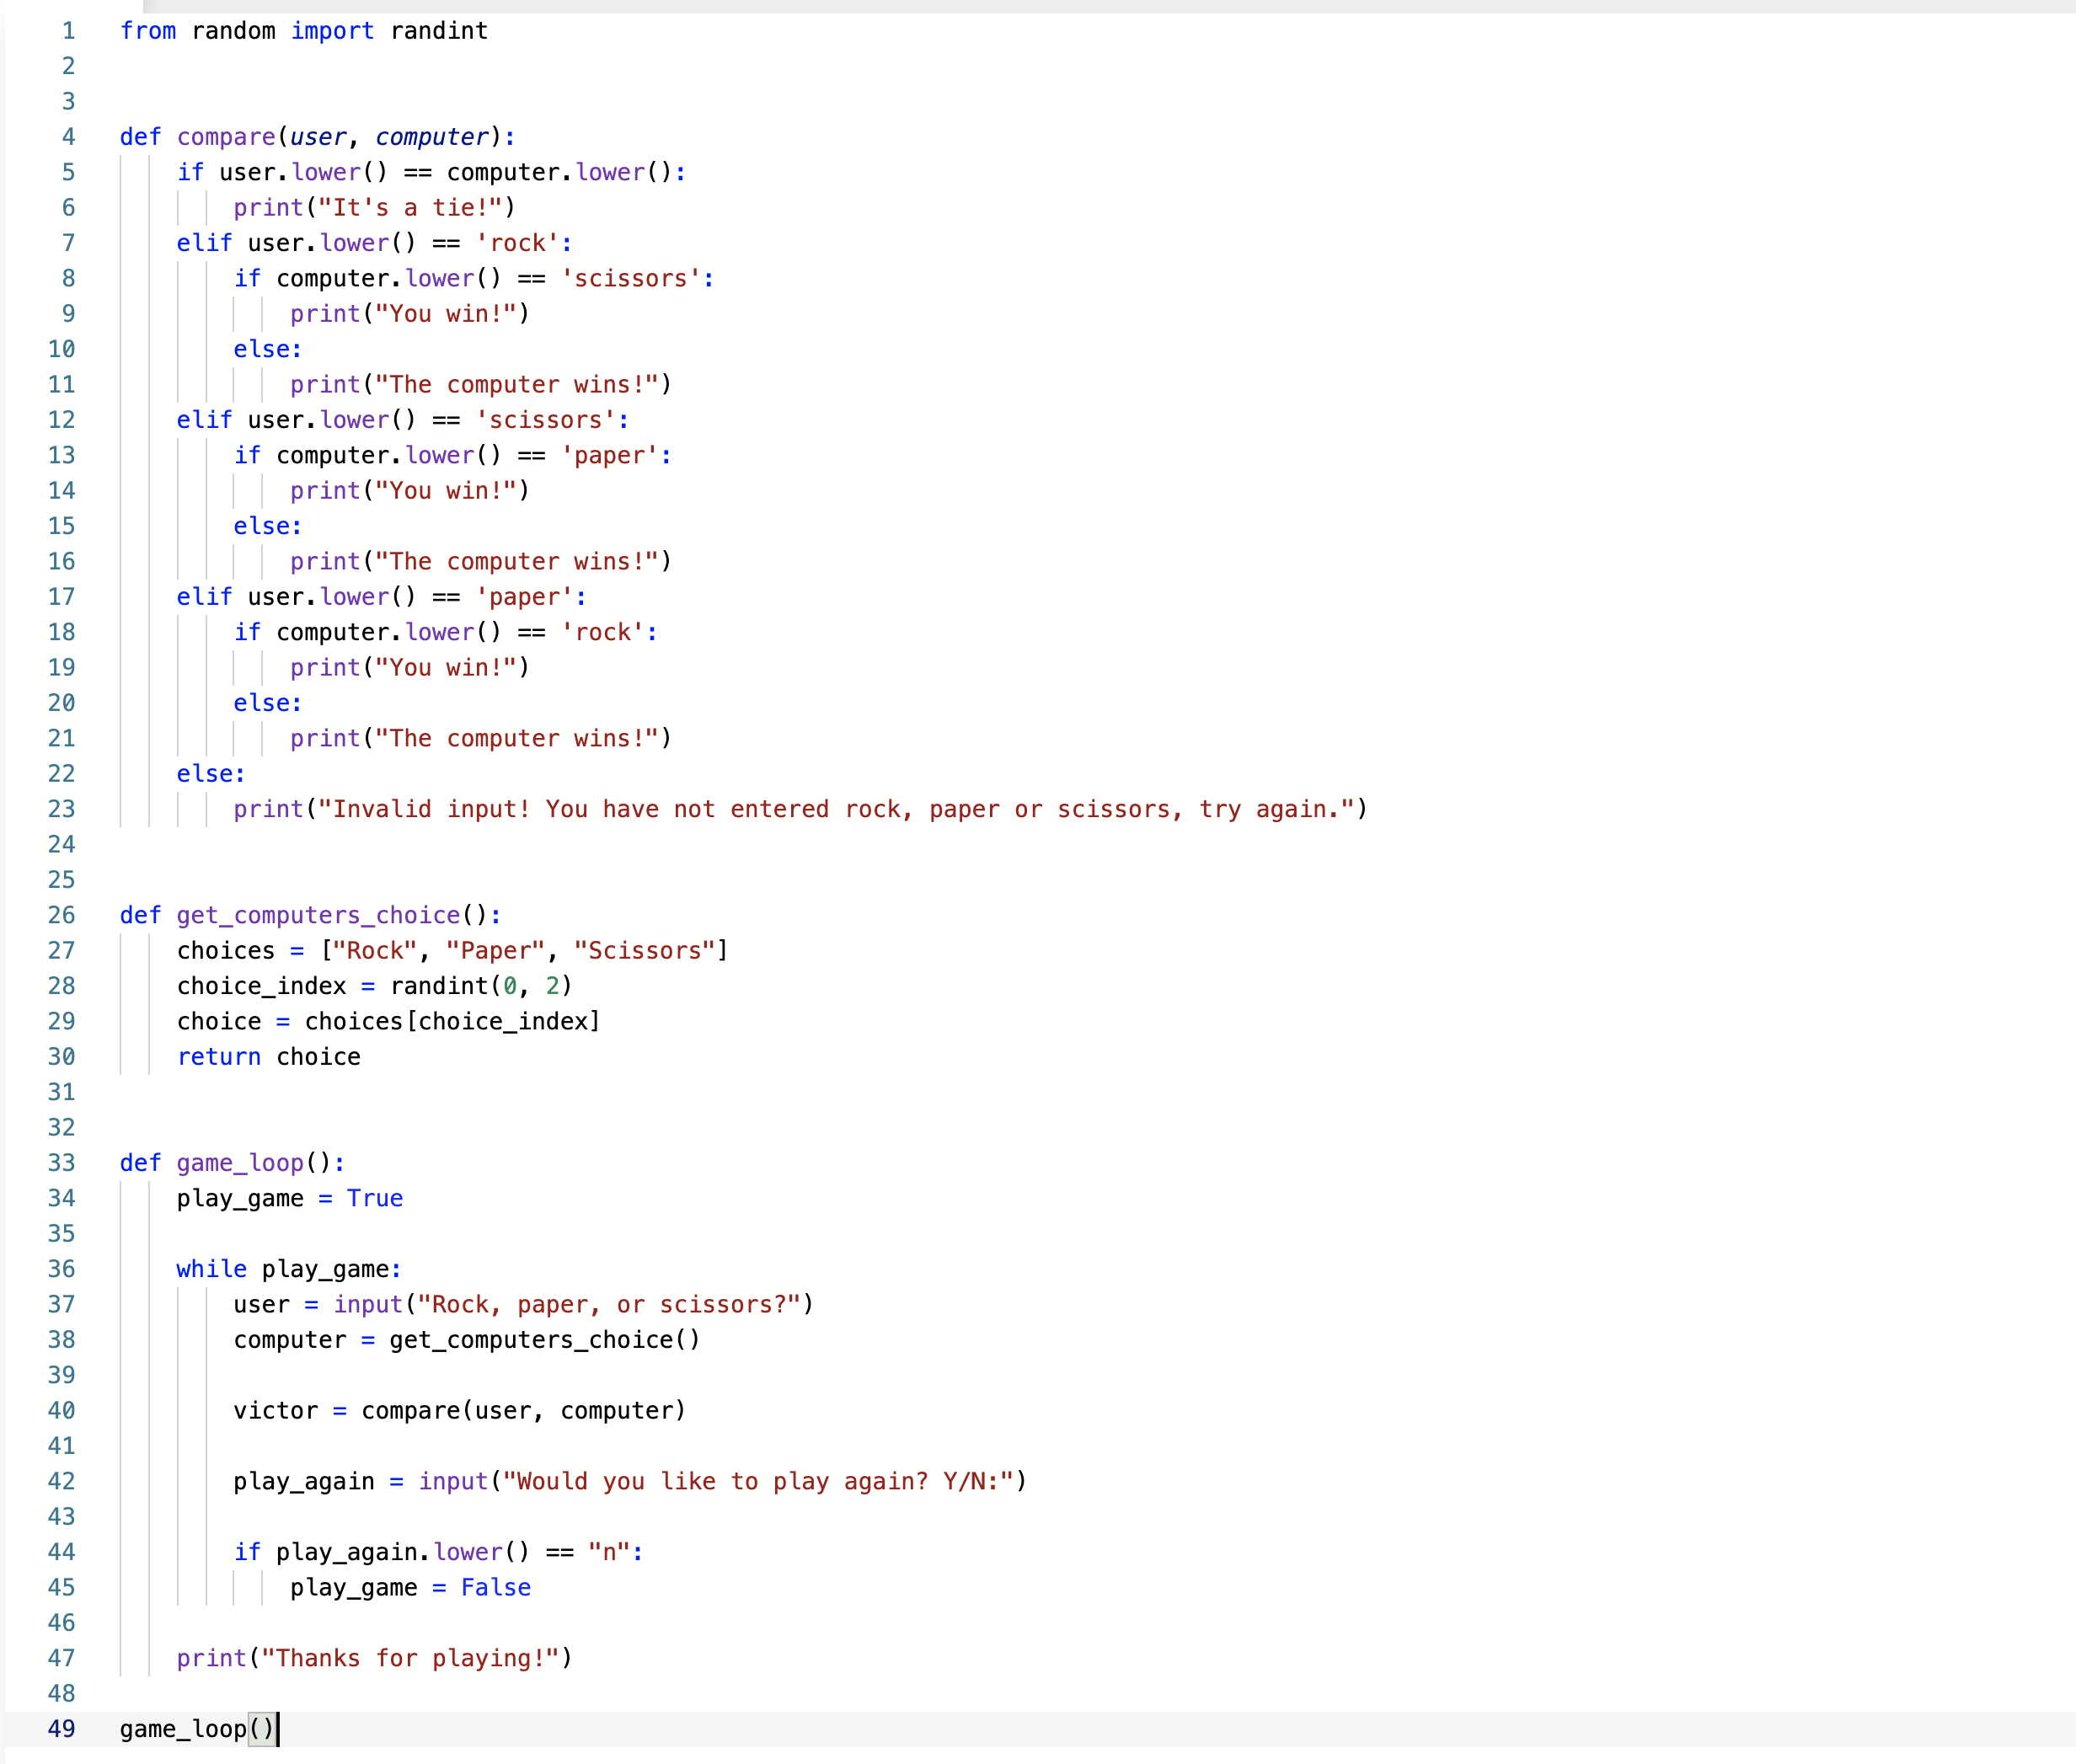 1 from random import randint
2
3
4 def compare(user, computer):
5     if user.lower() == computer.lower():
6         print("It's a tie!")
7     elif user.lower() == 'rock':
8         if computer.lower() == 'scissors':
9             print("You win!")
10         else:
11             print("The computer wins!")
12     elif user.lower() == 'scissors':
13         if computer.lower() == 'paper':
14             print("You win!")
15         else:
16             print("The computer wins!")
17     elif user.lower() == 'paper':
18         if computer.lower() == 'rock':
19             print("You win!")
20         else:
21             print("The computer wins!")
22     else:
23         print("Invalid input! You have not entered rock, paper or scissors, try again.")
24
25
26 def get_computers_choice():
27     choices = ["Rock", "Paper", "Scissors"]
28     choice_index = randint(0, 2)
29     choice = choices[choice_index]
30     return choice
31
32
33 def game_loop():
34     play_game = True
35
36     while play_game:
37         user = input("Rock, paper, or scissors?")
38         computer = get_computers_choice()
39
40         victor = compare(user, computer)
41
42         play_again = input("Would you like to play again? Y/N:")
43
44         if play_again.lower() == "n":
45             play_game = False
46
47     print("Thanks for playing!")
48
49 game_loop()